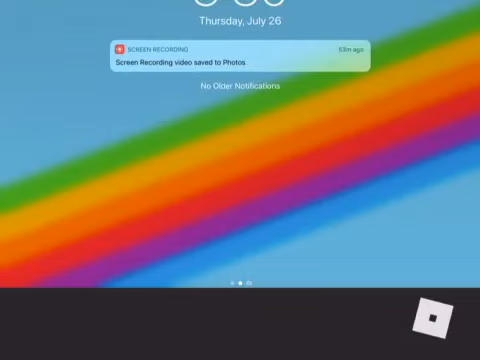 Thursday, July 26
SCREEN RECORDING 53m ago
Screen Recording video saved to Photos
No Older Notifications